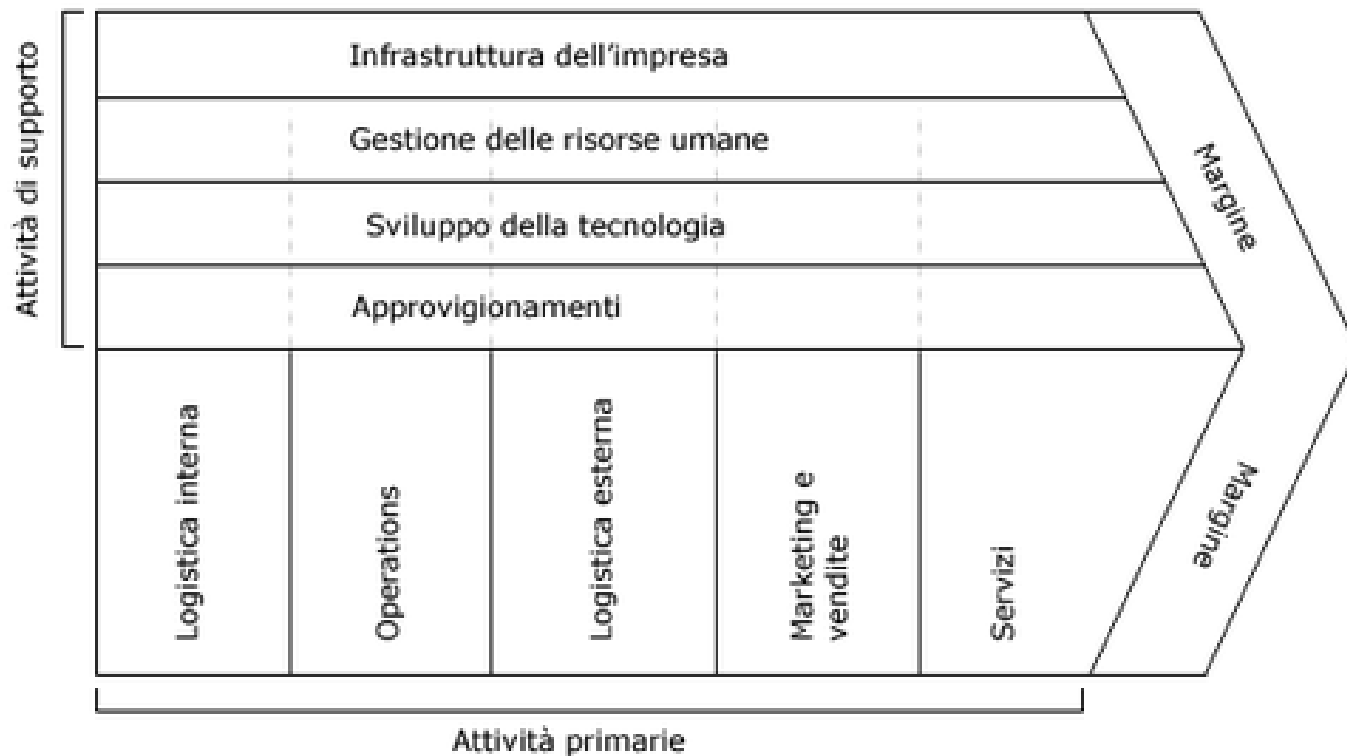 Attività di supporto
Infrastruttura dell'impresa
Gestione delle risorse umane
Sviluppo della tecnologia
Approvigionamenti
Margine
Logistica interna
Operations
Logistica esterna
Marketing e
vendite
Servizi
Margine
Attività primarie